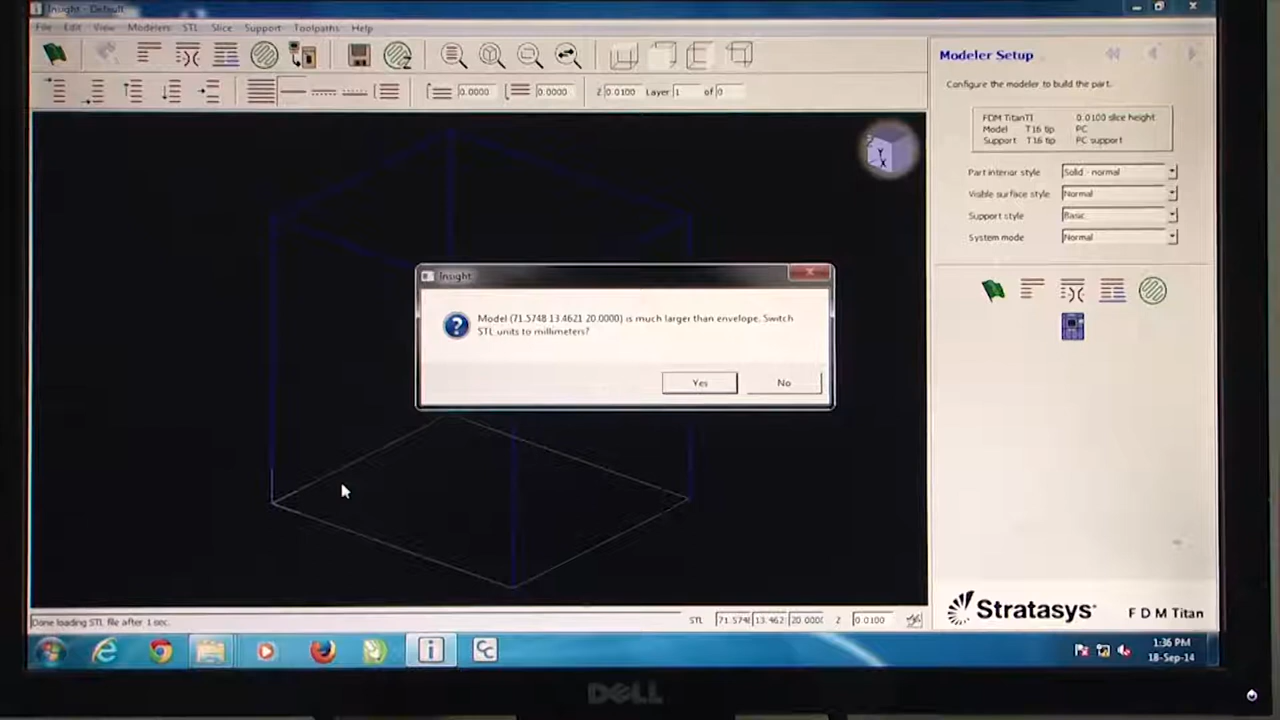 Insight - Default
File Edit View Modelers STL Slice Support Toolpaths Help
0.0000 0.0000 Z 0.0100 Layer 1 of 0
Z Y X
Insight
Model (71.5748 13.4621 20.0000) is much larger than envelope. Switch
STL units to millimeters?
Yes No
Modeler Setup
Configure the modeler to build the part.
FDM TitanTI 0.0100 slice height
Model T16 tip PC
Support T16 tip PC support
Part interior style Solid - normal
Visible surface style Normal
Support style Basic
System mode Normal
Stratasys FDM Titan
Done loading STL file after 1 sec.
STL 71.574 13.462 20.000 Z 0.0100
1:36 PM
18-Sep-14
DELL